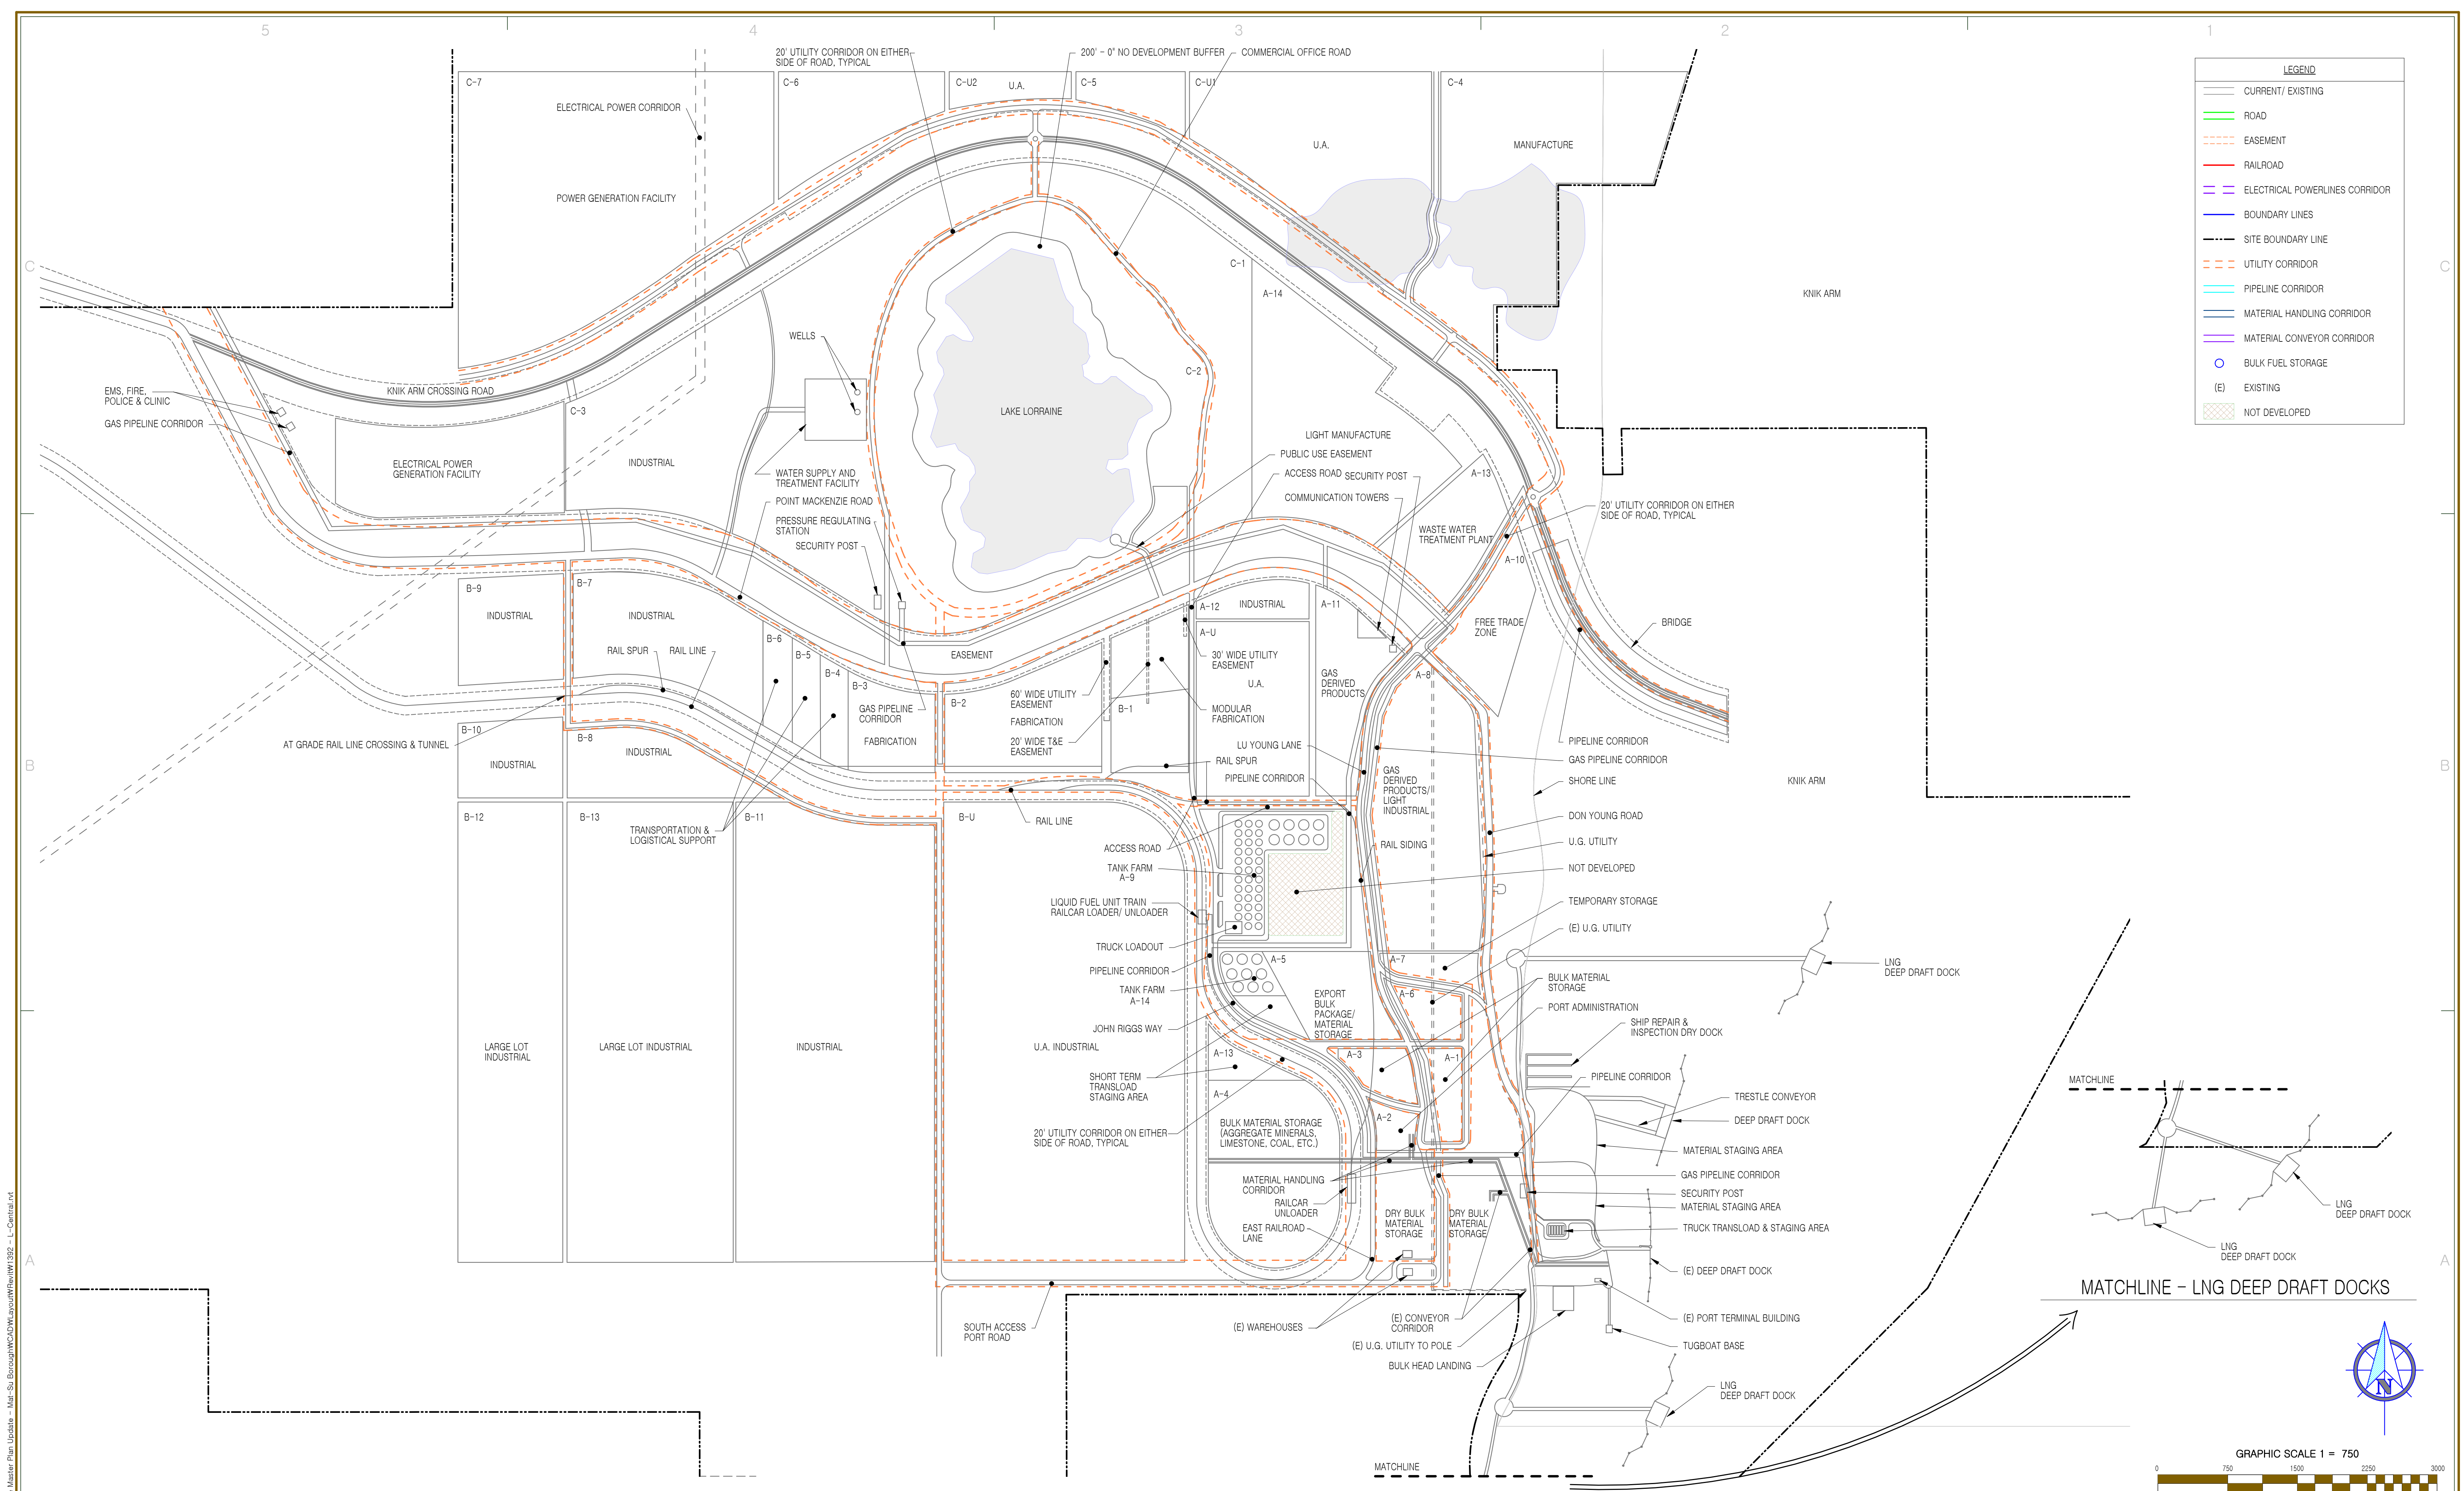 5
4
3
2
1
20' UTILITY CORRIDOR ON EITHER
SIDE OF ROAD, TYPICAL
200' - 0" NO DEVELOPMENT BUFFER
COMMERCIAL OFFICE ROAD
C-7
C-6
C-U2
U.A.
C-5
C-U1
C-4
ELECTRICAL POWER CORRIDOR
U.A.
MANUFACTURE
POWER GENERATION FACILITY
LEGEND
CURRENT/ EXISTING
ROAD
EASEMENT
RAILROAD
ELECTRICAL POWERLINES CORRIDOR
BOUNDARY LINES
SITE BOUNDARY LINE
UTILITY CORRIDOR
PIPELINE CORRIDOR
MATERIAL HANDLING CORRIDOR
MATERIAL CONVEYOR CORRIDOR
BULK FUEL STORAGE
(E) EXISTING
NOT DEVELOPED
C
C
C-1
A-14
KNIK ARM
WELLS
C-2
KNIK ARM CROSSING ROAD
EMS, FIRE,
POLICE & CLINIC
GAS PIPELINE CORRIDOR
C-3
LAKE LORRAINE
ELECTRICAL POWER
GENERATION FACILITY
INDUSTRIAL
WATER SUPPLY AND
TREATMENT FACILITY
POINT MACKENZIE ROAD
PRESSURE REGULATING
STATION
SECURITY POST
LIGHT MANUFACTURE
PUBLIC USE EASEMENT
ACCESS ROAD
SECURITY POST
COMMUNICATION TOWERS
A-13
20' UTILITY CORRIDOR ON EITHER
SIDE OF ROAD, TYPICAL
WASTE WATER
TREATMENT PLANT
A-10
B-9
INDUSTRIAL
B-7
INDUSTRIAL
B-6
B-5
B-4
B-3
RAIL SPUR
RAIL LINE
EASEMENT
A-12
INDUSTRIAL
A-11
A-U
30' WIDE UTILITY
EASEMENT
U.A.
GAS
DERIVED
PRODUCTS
FREE TRADE
ZONE
A-8
BRIDGE
60' WIDE UTILITY
EASEMENT
FABRICATION
20' WIDE T&E
EASEMENT
B-1
B-2
MODULAR
FABRICATION
GAS PIPELINE
CORRIDOR
FABRICATION
LU YOUNG LANE
RAIL SPUR
PIPELINE CORRIDOR
AT GRADE RAIL LINE CROSSING & TUNNEL
B-10
INDUSTRIAL
B-8
INDUSTRIAL
B
B
PIPELINE CORRIDOR
GAS PIPELINE CORRIDOR
SHORE LINE
KNIK ARM
GAS
DERIVED
PRODUCTS/
LIGHT
INDUSTRIAL
DON YOUNG ROAD
U.G. UTILITY
NOT DEVELOPED
B-12
B-13
B-11
B-U
TRANSPORTATION &
LOGISTICAL SUPPORT
RAIL LINE
ACCESS ROAD
TANK FARM
A-9
RAIL SIDING
LIQUID FUEL UNIT TRAIN
RAILCAR LOADER/ UNLOADER
TEMPORARY STORAGE
(E) U.G. UTILITY
TRUCK LOADOUT
PIPELINE CORRIDOR
TANK FARM
A-14
A-5
A-7
A-6
EXPORT
BULK
PACKAGE/
MATERIAL
STORAGE
LNG
DEEP DRAFT DOCK
BULK MATERIAL
STORAGE
PORT ADMINISTRATION
SHIP REPAIR &
INSPECTION DRY DOCK
JOHN RIGGS WAY
LARGE LOT
INDUSTRIAL
LARGE LOT INDUSTRIAL
INDUSTRIAL
U.A. INDUSTRIAL
A-13
A-3
A-1
SHORT TERM
TRANSLOAD
STAGING AREA
A-4
A-2
PIPELINE CORRIDOR
TRESTLE CONVEYOR
DEEP DRAFT DOCK
20' UTILITY CORRIDOR ON EITHER
SIDE OF ROAD, TYPICAL
BULK MATERIAL STORAGE
(AGGREGATE MINERALS,
LIMESTONE, COAL, ETC.)
MATERIAL STAGING AREA
GAS PIPELINE CORRIDOR
SECURITY POST
MATERIAL STAGING AREA
TRUCK TRANSLOAD & STAGING AREA
MATERIAL HANDLING
CORRIDOR
RAILCAR
UNLOADER
EAST RAILROAD
LANE
DRY BULK
MATERIAL
STORAGE
DRY BULK
MATERIAL
STORAGE
A
A
(E) DEEP DRAFT DOCK
SOUTH ACCESS
PORT ROAD
(E) WAREHOUSES
(E) CONVEYOR
CORRIDOR
(E) U.G. UTILITY TO POLE
BULK HEAD LANDING
(E) PORT TERMINAL BUILDING
TUGBOAT BASE
LNG
DEEP DRAFT DOCK
MATCHLINE
MATCHLINE
LNG
DEEP DRAFT DOCK
LNG
DEEP DRAFT DOCK
MATCHLINE - LNG DEEP DRAFT DOCKS
N
GRAPHIC SCALE 1 = 750
0 750 1500 2250 3000
Master Plan Update - Mat-Su Borough₩CAD₩Layout₩Revit₩1392 - L-Central.rvt